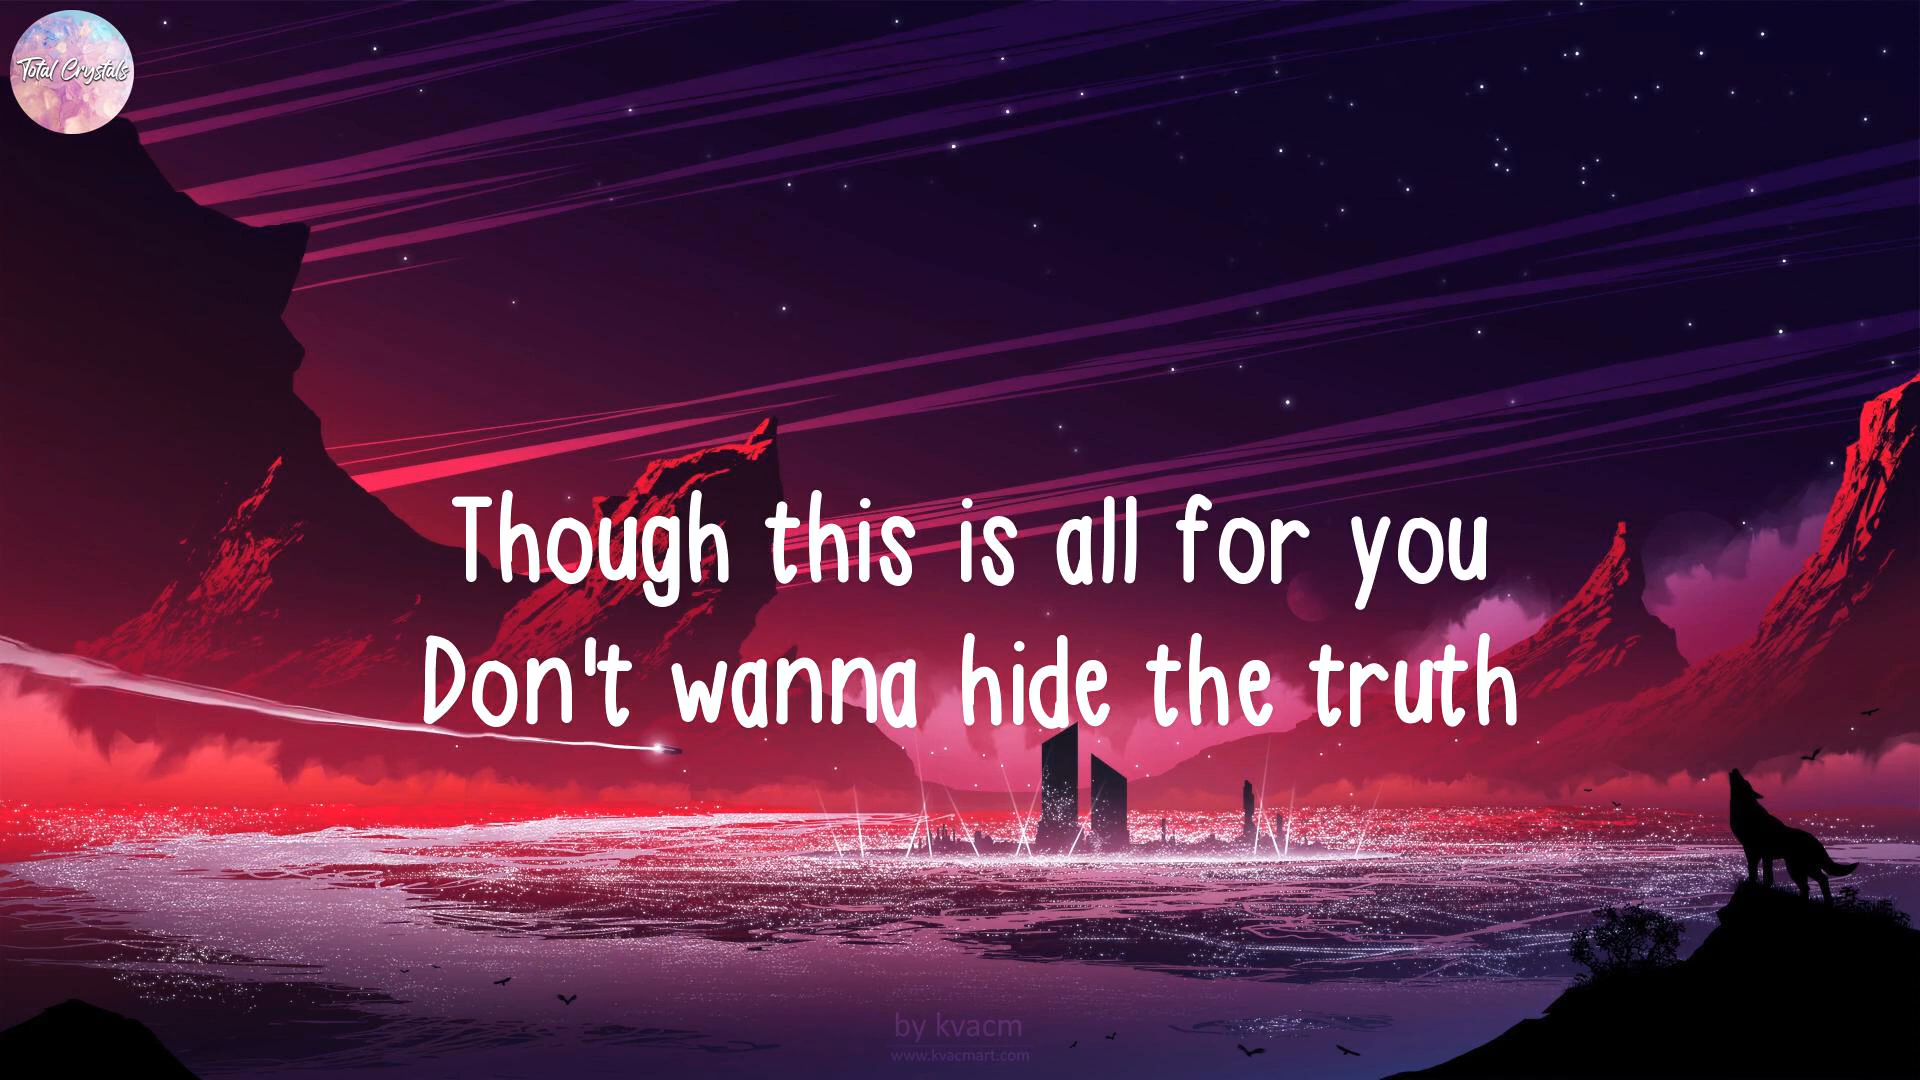 Total Crystals
Though this is all for you
Don't wanna hide the truth
by kvacm
www.kvacmart.com